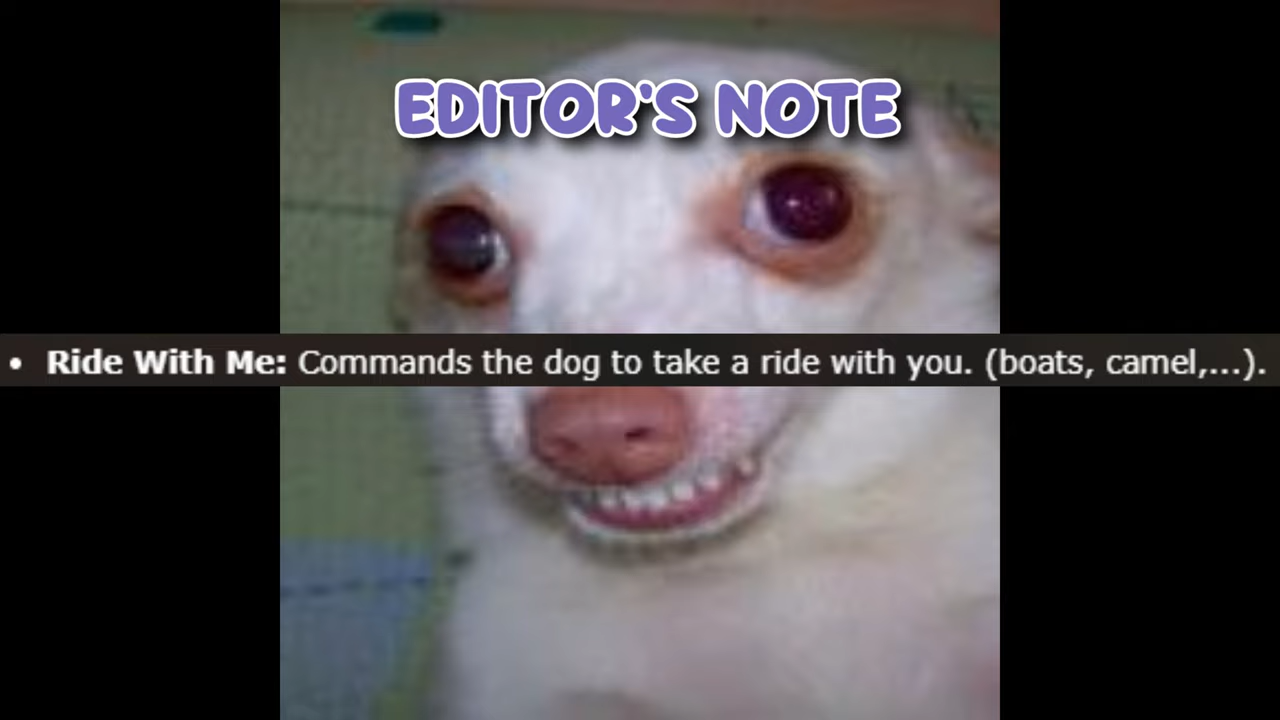 EDITOR'S NOTE
• Ride With Me: Commands the dog to take a ride with you. (boats, camel,...).